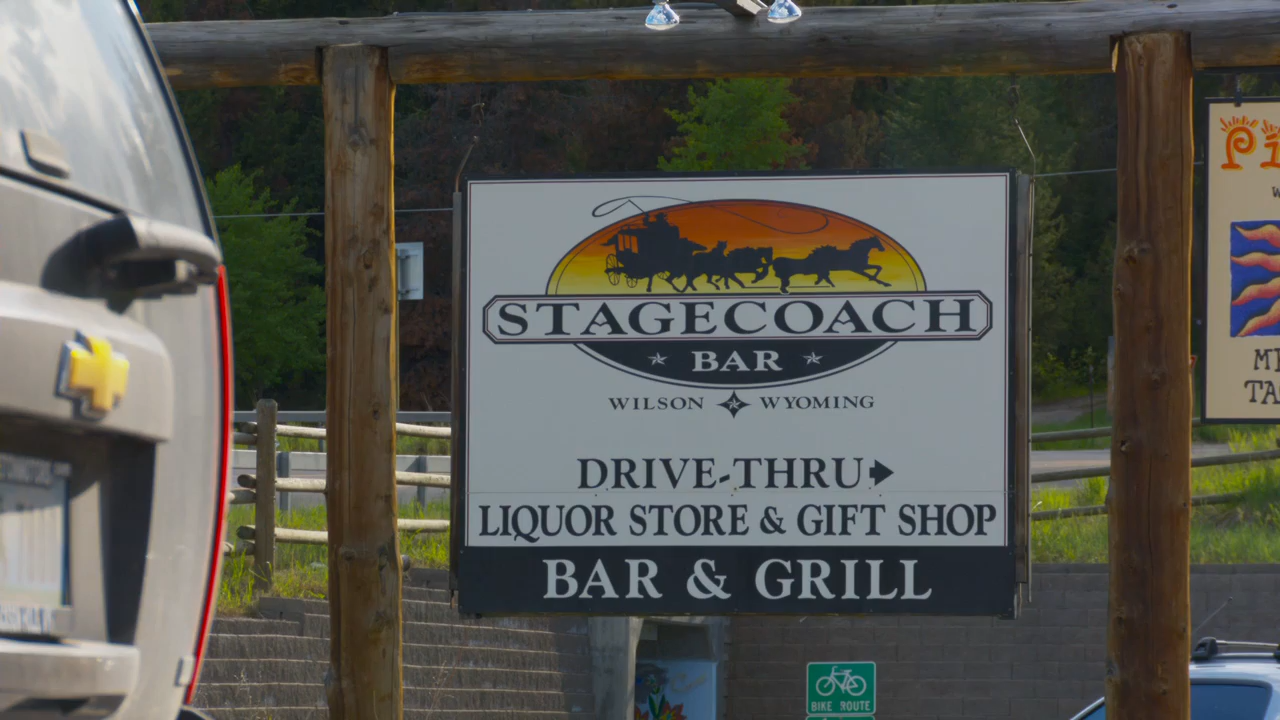 STAGECOACH
BAR
WILSON WYOMING
DRIVE-THRU
LIQUOR STORE & GIFT SHOP
BAR & GRILL
BIKE ROUTE